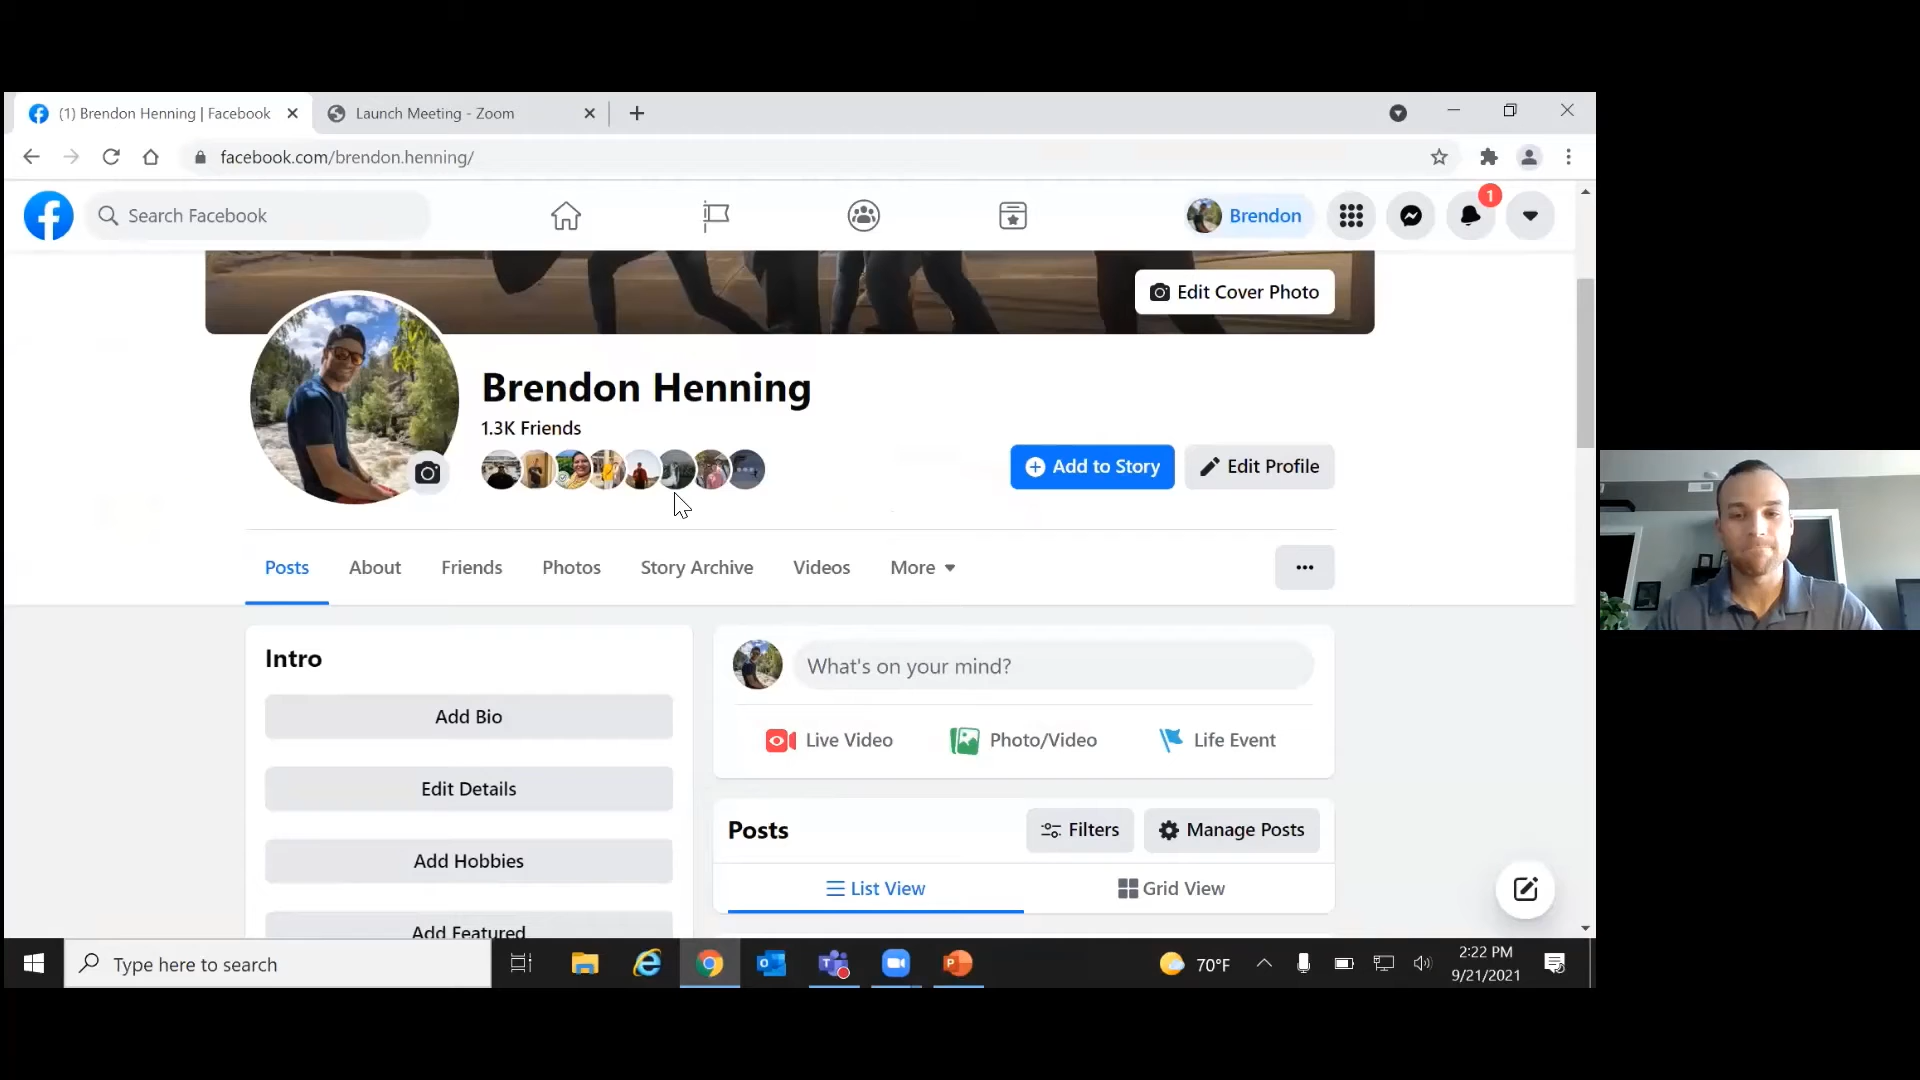 (1) Brendon Henning | Facebook
Launch Meeting - Zoom
facebook.com/brendon.henning/
Search Facebook
Brendon
1
Edit Cover Photo
Brendon Henning
1.3K Friends
Add to Story
Edit Profile
Posts About Friends Photos Story Archive Videos More
Intro
Add Bio
Edit Details
Add Hobbies
Add Featured
What's on your mind?
Live Video
Photo/Video
Life Event
Posts
Filters
Manage Posts
List View
Grid View
Type here to search
70°F
2:22 PM
9/21/2021